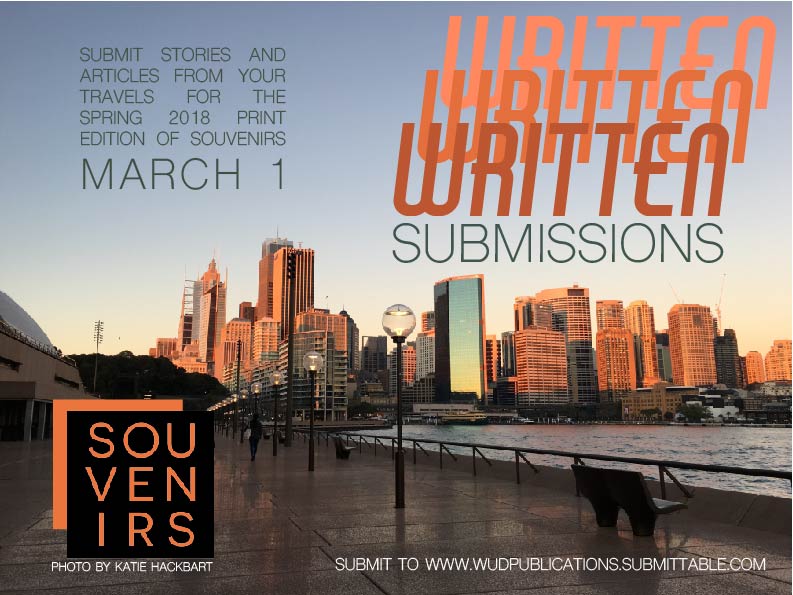 SUBMIT STORIES AND
ARTICLES FROM YOUR
TRAVELS FOR THE
SPRING 2018 PRINT
EDITION OF SOUVENIRS
MARCH 1
WRITTEN
WRITTEN
WRITTEN
SUBMISSIONS
SOU
VEN
IRS
PHOTO BY KATIE HACKBART
SUBMIT TO WWW.WUDPUBLICATIONS.SUBMITTABLE.COM